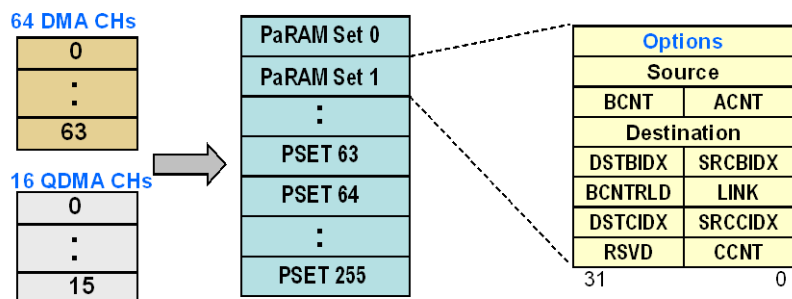 64 DMA CHs
0
:
63
16 QDMA CHs
0
:
15
PaRAM Set 0
PaRAM Set 1
:
PSET 63
PSET 64
:
PSET 255
Options
Source
BCNT ACNT
Destination
DSTBIDX SRCBIDX
BCNTRLD LINK
DSTCIDX SRCCIDX
RSVD CCNT
31 0